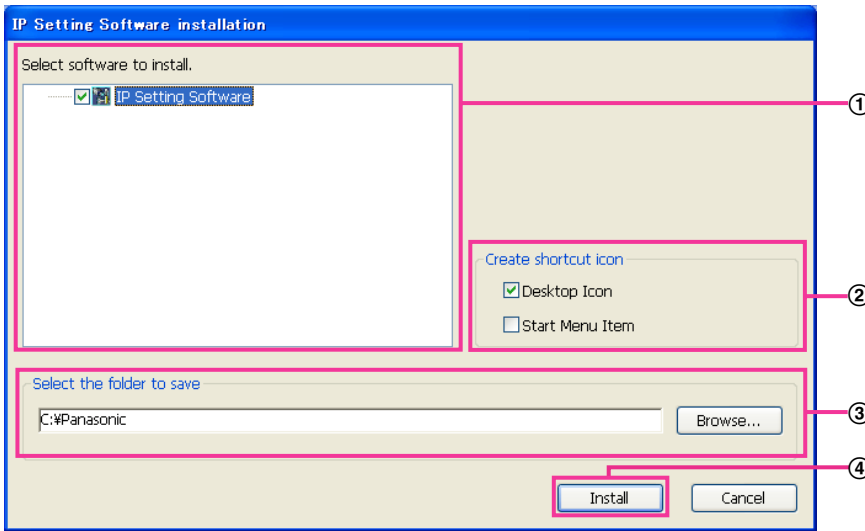 IP Setting Software installation
Select software to install.
IP Setting Software
①
Create shortcut icon
Desktop Icon
Start Menu Item
②
Select the folder to save
C:¥Panasonic
Browse...
③
④
Install
Cancel